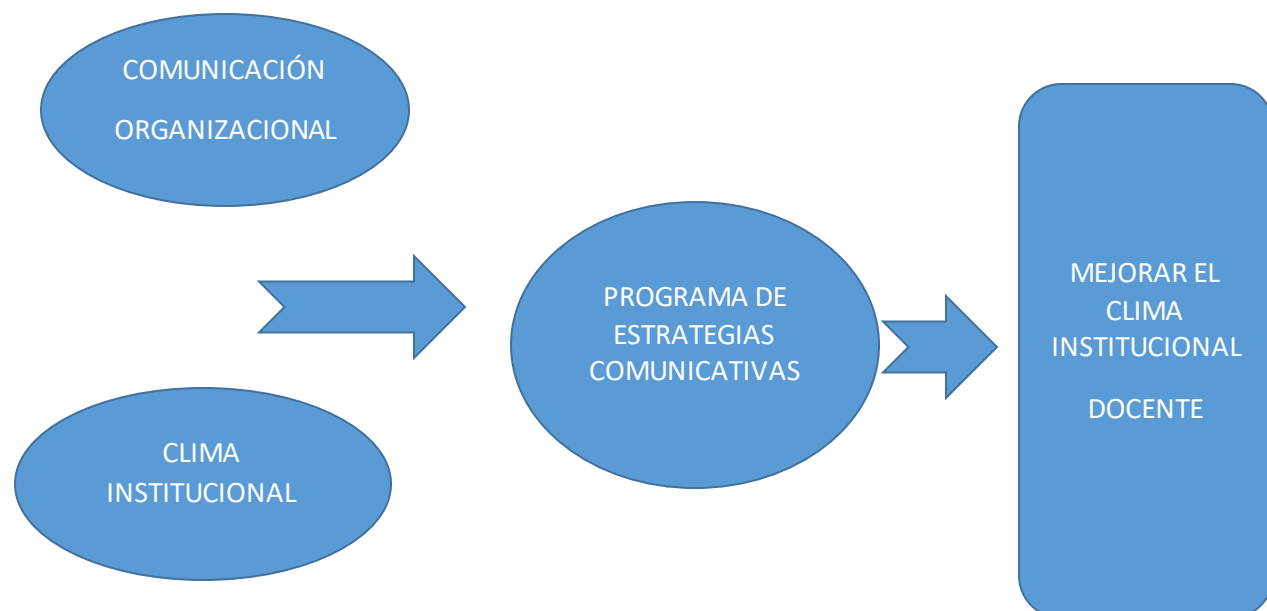 COMUNICACIÓN
ORGANIZACIONAL
CLIMA
INSTITUCIONAL
PROGRAMA DE
ESTRATEGIAS
COMUNICATIVAS
MEJORAR EL
CLIMA
INSTITUCIONAL
DOCENTE